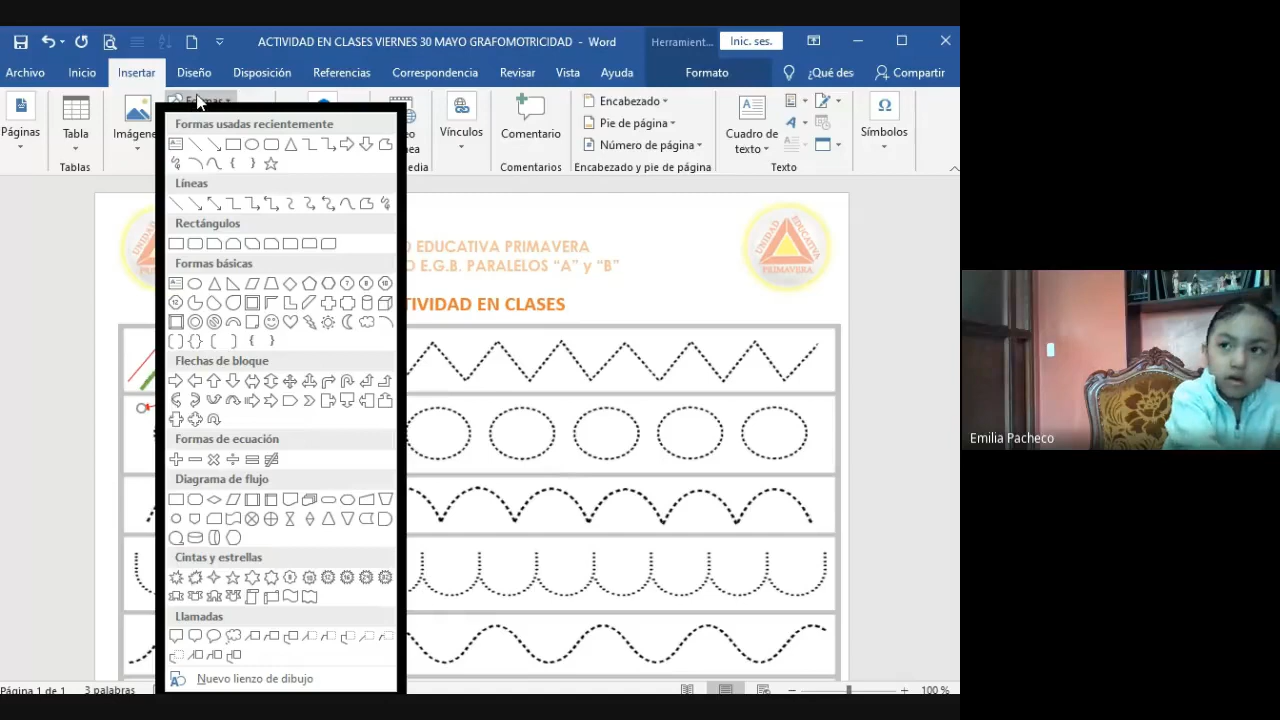 ACTIVIDAD EN CLASES VIERNES 30 MAYO GRAFOMOTRICIDAD - Word
Herramient...
Inic. ses.
Archivo
Inicio
Insertar
Diseño
Disposición
Referencias
Correspondencia
Revisar
Vista
Ayuda
Formato
¿Qué des
Compartir
Páginas
Tabla
Tablas
Imágene
Formas
Vínculos
Comentario
Comentarios
Encabezado
Pie de página
Número de página
Encabezado y pie de página
Cuadro de
texto
Texto
Símbolos
Formas usadas recientemente
Líneas
Rectángulos
Formas básicas
Flechas de bloque
Formas de ecuación
Diagrama de flujo
Cintas y estrellas
Llamadas
Nuevo lienzo de dibujo
EDUCATIVA PRIMAVERA
E.G.B. PARALELOS “A” y “B”
TIVIDAD EN CLASES
UNIDAD
EDUCATIVA
PRIMAVERA
Emilia Pacheco
Página 1 de 1
3 palabras
100 %